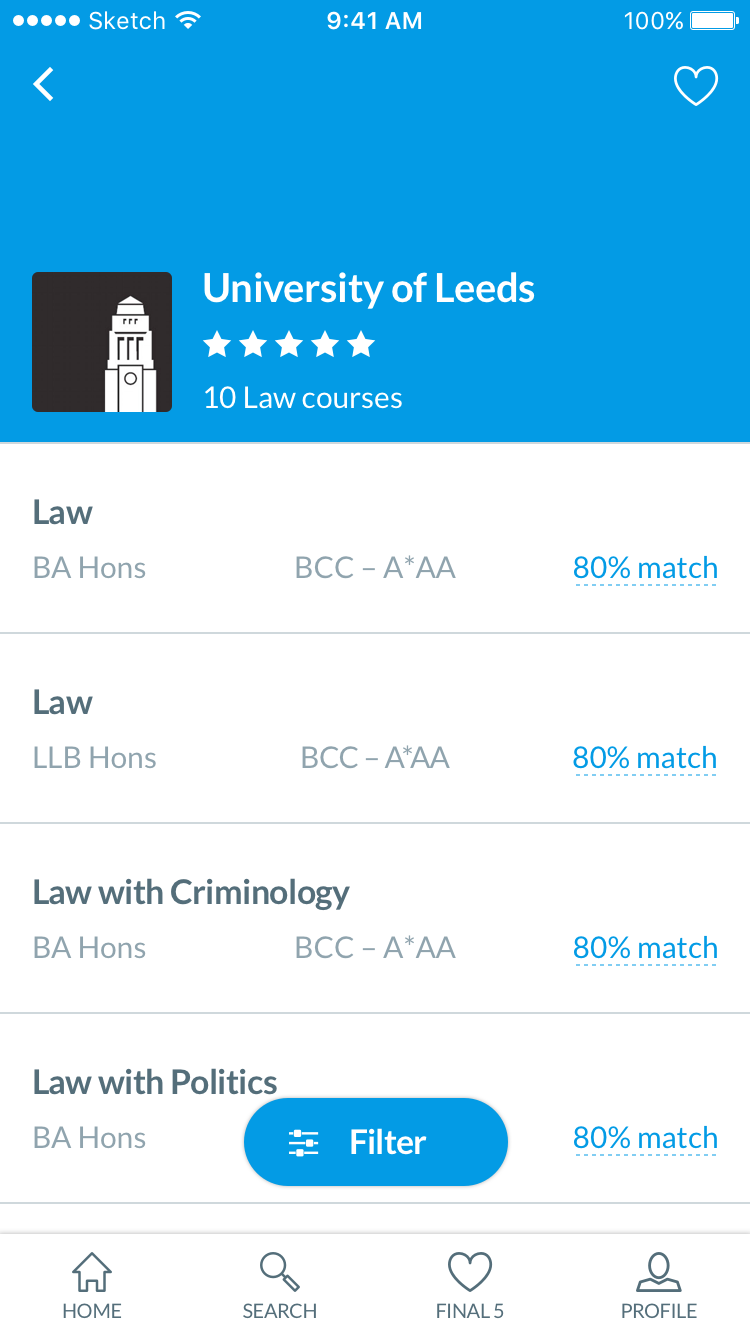 Sketch 9:41 AM 100%
University of Leeds
10 Law courses
Law
BA Hons BCC – A*AA 80% match
Law
LLB Hons BCC – A*AA 80% match
Law with Criminology
BA Hons BCC – A*AA 80% match
Law with Politics
BA Hons Filter 80% match
HOME SEARCH FINAL 5 PROFILE